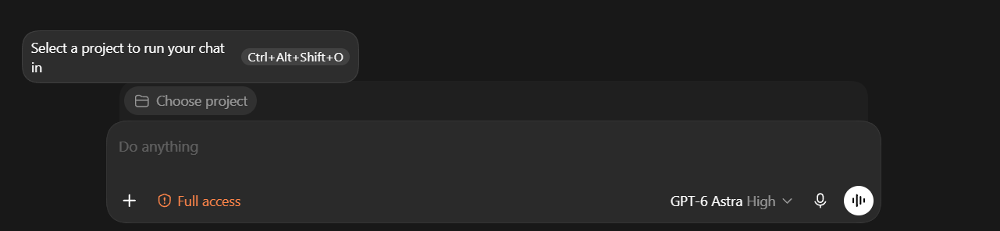 Select a project to run your chat
in
Ctrl+Alt+Shift+O
Choose project
Do anything
Full access
GPT-6 Astra High